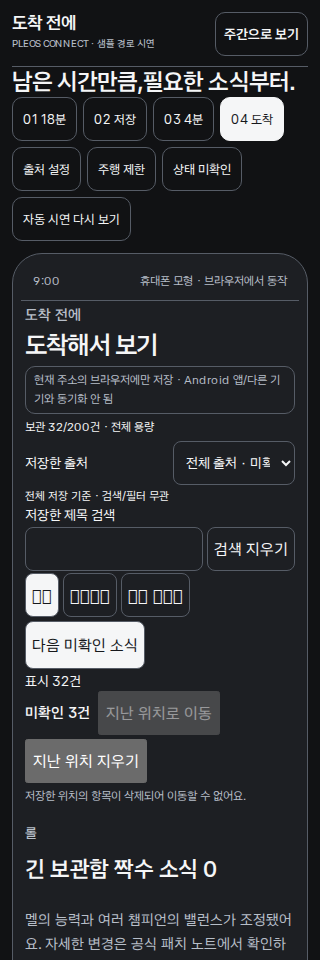 도착 전에
PLEOS CONNECT · 샘플 경로 시연
주간으로 보기
남은 시간만큼,필요한 소식부터.
01 18분
02 저장
03 4분
04 도착
출처 설정
주행 제한
상태 미확인
자동 시연 다시 보기
9:00
휴대폰 모형 · 브라우저에서 동작
도착 전에
도착해서 보기
현재 주소의 브라우저에만 저장 · Android 앱/다른 기
기와 동기화 안 됨
보관 32/200건 · 전체 용량
저장한 출처
전체 출처 · 미확
전체 저장 기준 · 검색/필터 무관
저장한 제목 검색
검색 지우기
다음 미확인 소식
표시 32건
미확인 3건
지난 위치로 이동
지난 위치 지우기
저장한 위치의 항목이 삭제되어 이동할 수 없어요.
롤
긴 보관함 짝수 소식 0
멜의 능력과 여러 챔피언의 밸런스가 조정됐어
요. 자세한 변경은 공식 패치 노트에서 확인하